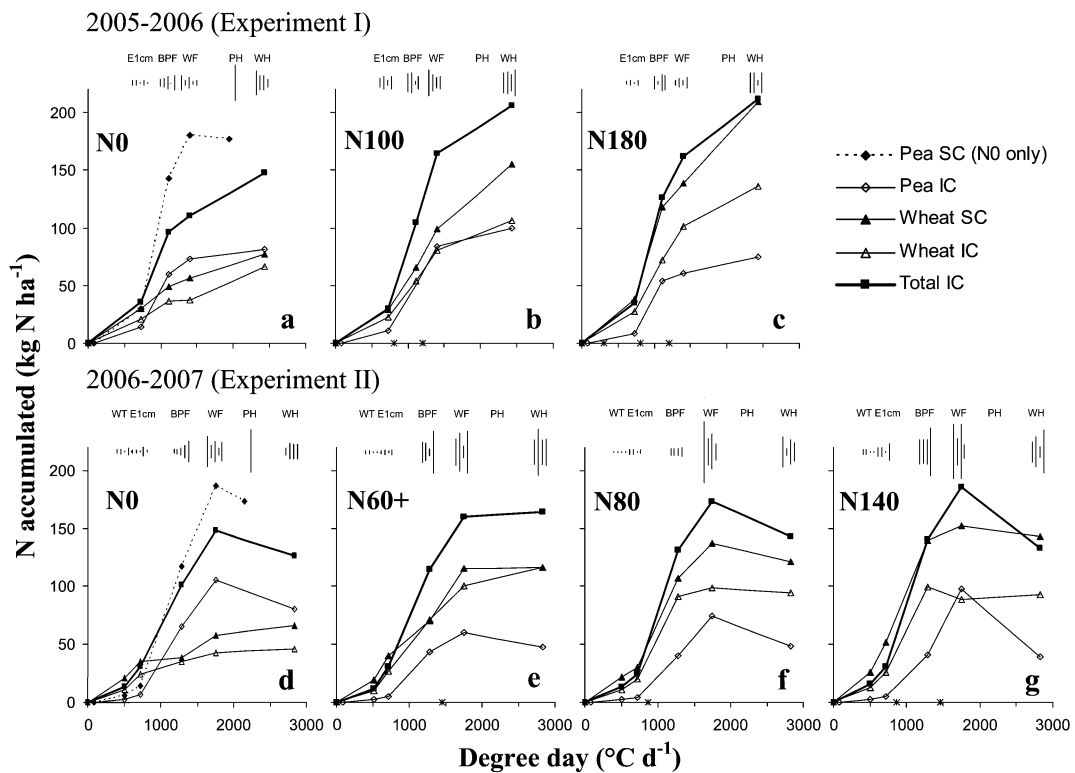 2005-2006 (Experiment I)
E1cm BPF WF PH WH
BPF WF PH WH
E1cm BPF WF PH WH
200
150
100
50
0
N0
N100
N180
a
b
c
Pea SC (N0 only)
Pea IC
Wheat SC
Wheat IC
Total IC
N accumulated (kg N ha-1)
2006-2007 (Experiment II)
WT E1cm BPF WF PH WH
WT E1cm BPF WF PH WH
WT E1cm BPF WF PH WH
WT E1cm BPF WF PH WH
200
150
100
50
0
N0
N60+
N80
N140
d
e
f
g
0 1000 2000 3000
0 1000 2000 3000
0 1000 2000 3000
0 1000 2000 3000
Degree day (°C d-1)